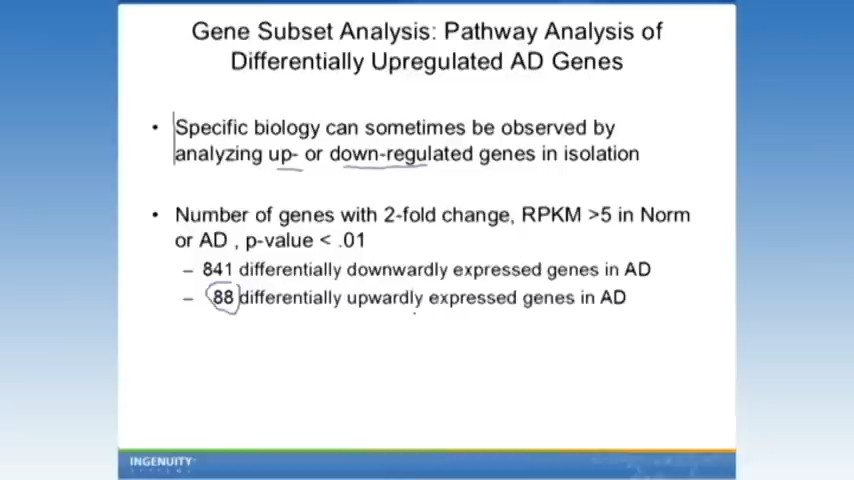 Gene Subset Analysis: Pathway Analysis of
Differentially Upregulated AD Genes
• Specific biology can sometimes be observed by
analyzing up- or down-regulated genes in isolation
• Number of genes with 2-fold change, RPKM >5 in Norm
or AD , p-value < .01
– 841 differentially downwardly expressed genes in AD
– 88 differentially upwardly expressed genes in AD
INGENUITY
SYSTEMS